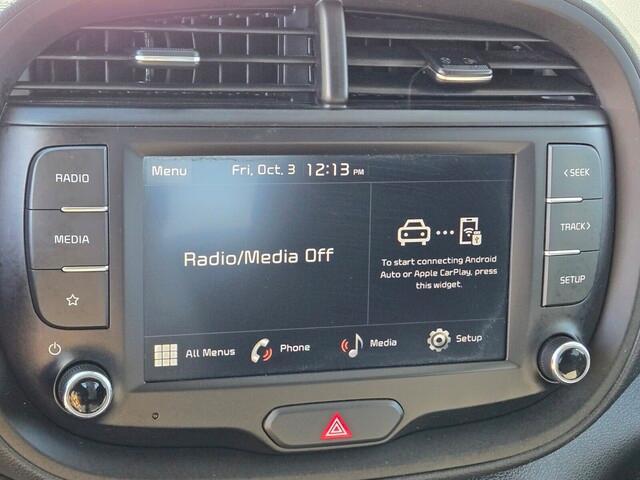 RADIO
MEDIA
Menu
Fri, Oct. 3 12:13 PM
Radio/Media Off
To start connecting Android
Auto or Apple CarPlay, press
this widget.
All Menus
Phone
Media
Setup
< SEEK
TRACK >
SETUP